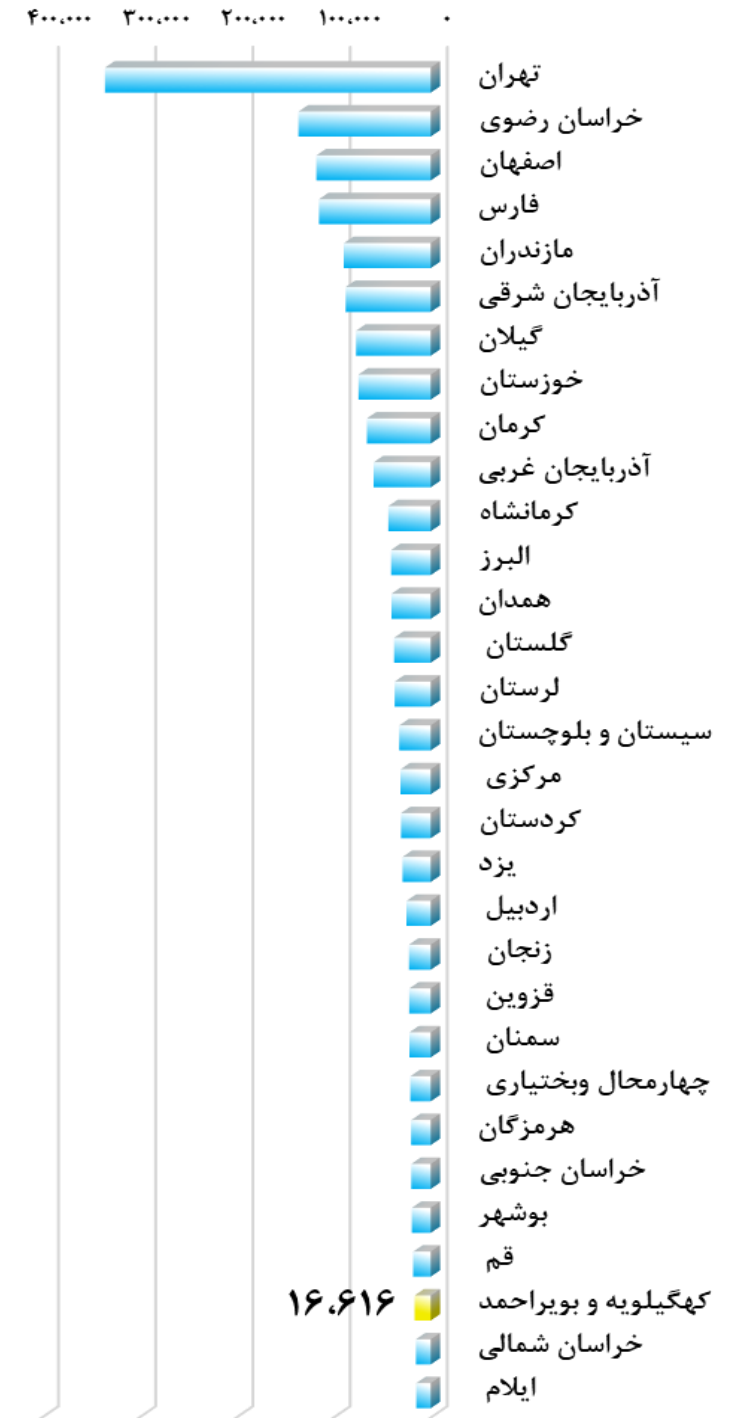 ۴۰۰،۰۰۰ ۳۰۰،۰۰۰ ۲۰۰،۰۰۰ ۱۰۰،۰۰۰ ۰
تهران
خراسان رضوی
اصفهان
فارس
مازندران
آذربایجان شرقی
گیلان
خوزستان
کرمان
آذربایجان غربی
کرمانشاه
البرز
همدان
گلستان
لرستان
سیستان و بلوچستان
مرکزی
کردستان
یزد
اردبیل
زنجان
قزوین
سمنان
چهارمحال وبختیاری
هرمزگان
خراسان جنوبی
بوشهر
قم
کهگیلویه و بویراحمد ۱۶،۶۱۶
خراسان شمالی
ایلام